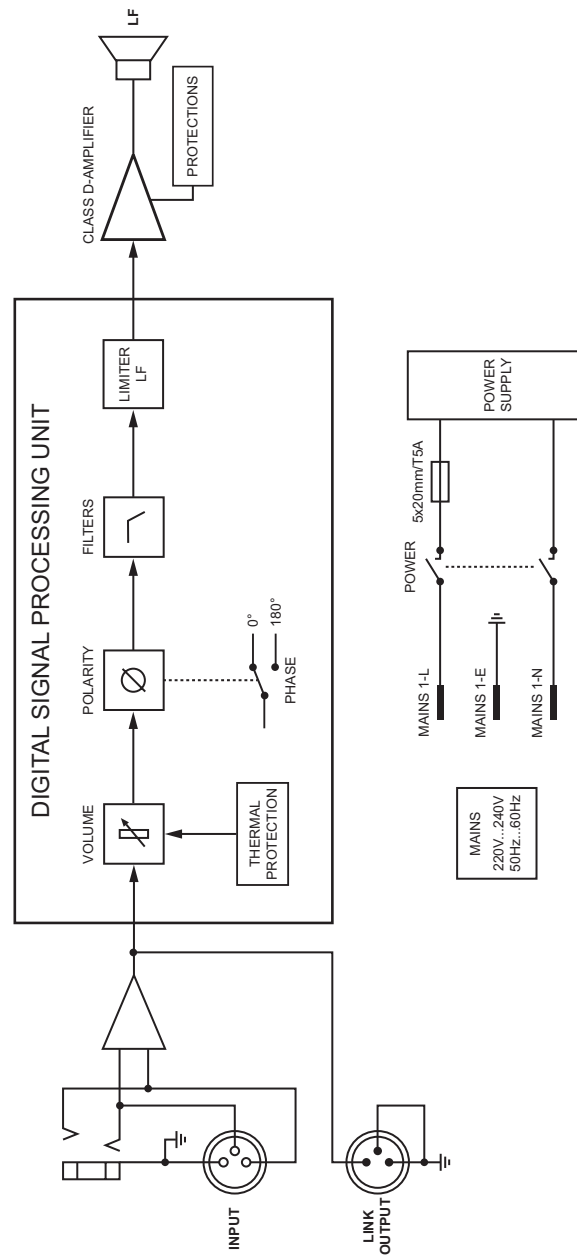 DIGITAL SIGNAL PROCESSING UNIT
INPUT
LINK
OUTPUT
VOLUME
THERMAL
PROTECTION
POLARITY
PHASE
0°
180°
FILTERS
LIMITER
LF
CLASS D-AMPLIFIER
PROTECTIONS
LF
MAINS
220V...240V
50Hz...60Hz
MAINS 1-L
MAINS 1-E
MAINS 1-N
POWER
5x20mm/T5A
POWER
SUPPLY